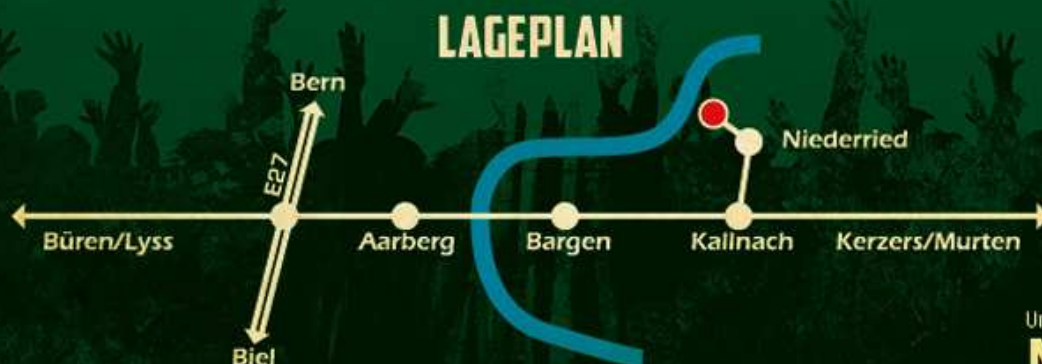 LAGEPLAN
Bern
E27
Niederried
Büren/Lyss
Aarberg
Bargen
Kallnach
Kerzers/Murten
Biel